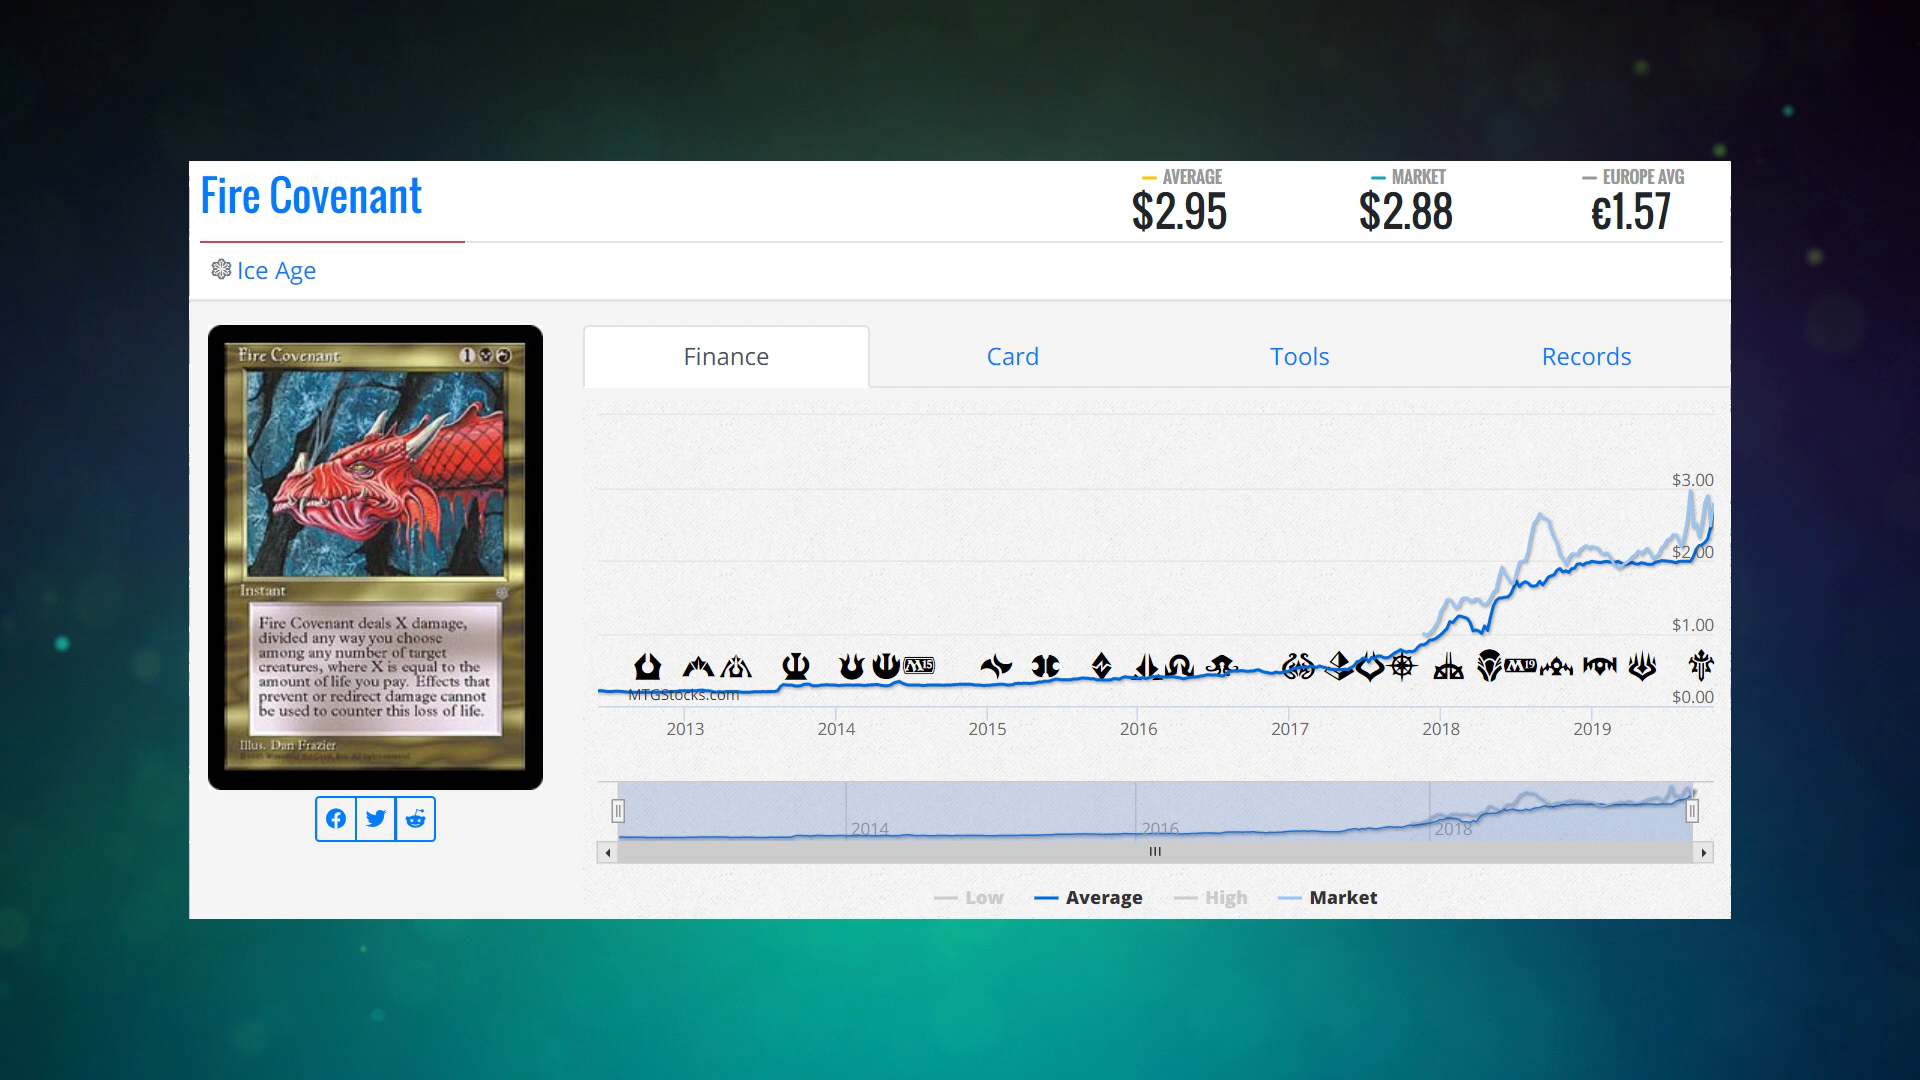 Fire Covenant
AVERAGE
$2.95
MARKET
$2.88
EUROPE AVG
€1.57
Ice Age
Fire Covenant 1
Instant
Fire Covenant deals X damage,
divided any way you choose
among any number of target
creatures, where X is equal to the
amount of life you pay. Effects that
prevent or redirect damage cannot
be used to counter this loss of life.
Illus. Dan Frazier
Finance
Card
Tools
Records
$3.00
$2.00
$1.00
$0.00
M15
M19
MTGStocks.com
2013
2014
2015
2016
2017
2018
2019
2014
2016
2018
Low
Average
High
Market